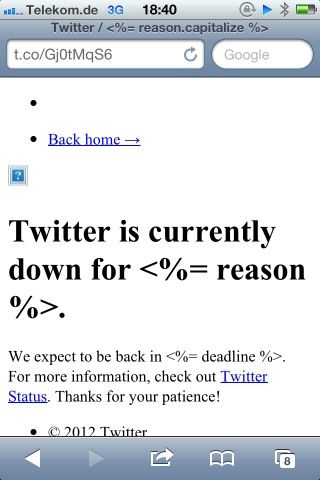 Telekom.de 3G 18:40
Twitter / <%= reason.capitalize %>
t.co/Gj0tMqS6 Google
Back home →
Twitter is currently
down for <%= reason
%>.
We expect to be back in <%= deadline %>.
For more information, check out Twitter
Status. Thanks for your patience!
© 2012 Twitter
8